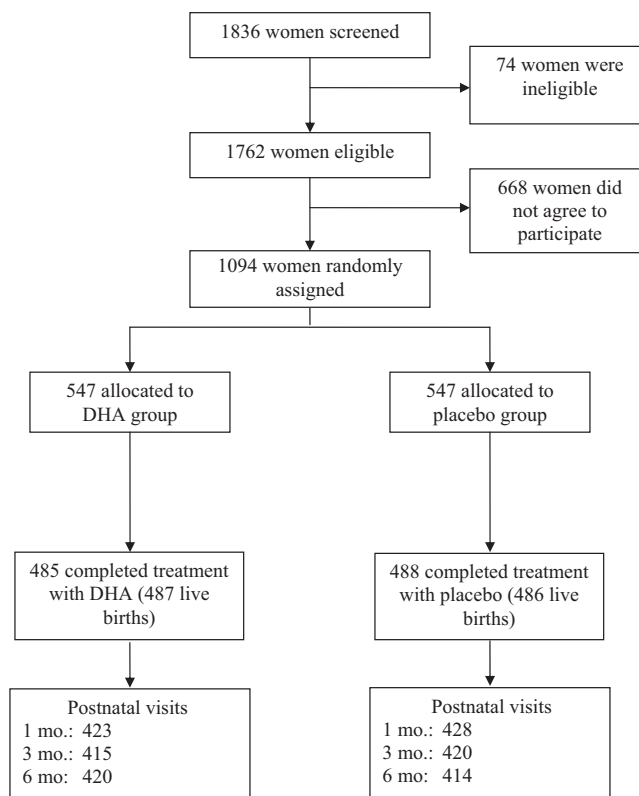 1836 women screened
74 women were
ineligible
1762 women eligible
668 women did
not agree to
participate
1094 women randomly
assigned
547 allocated to
DHA group
547 allocated to
placebo group
485 completed treatment
with DHA (487 live
births)
488 completed treatment
with placebo (486 live
births)
Postnatal visits
1 mo.: 423
3 mo.: 415
6 mo: 420
Postnatal visits
1 mo.: 428
3 mo.: 420
6 mo: 414